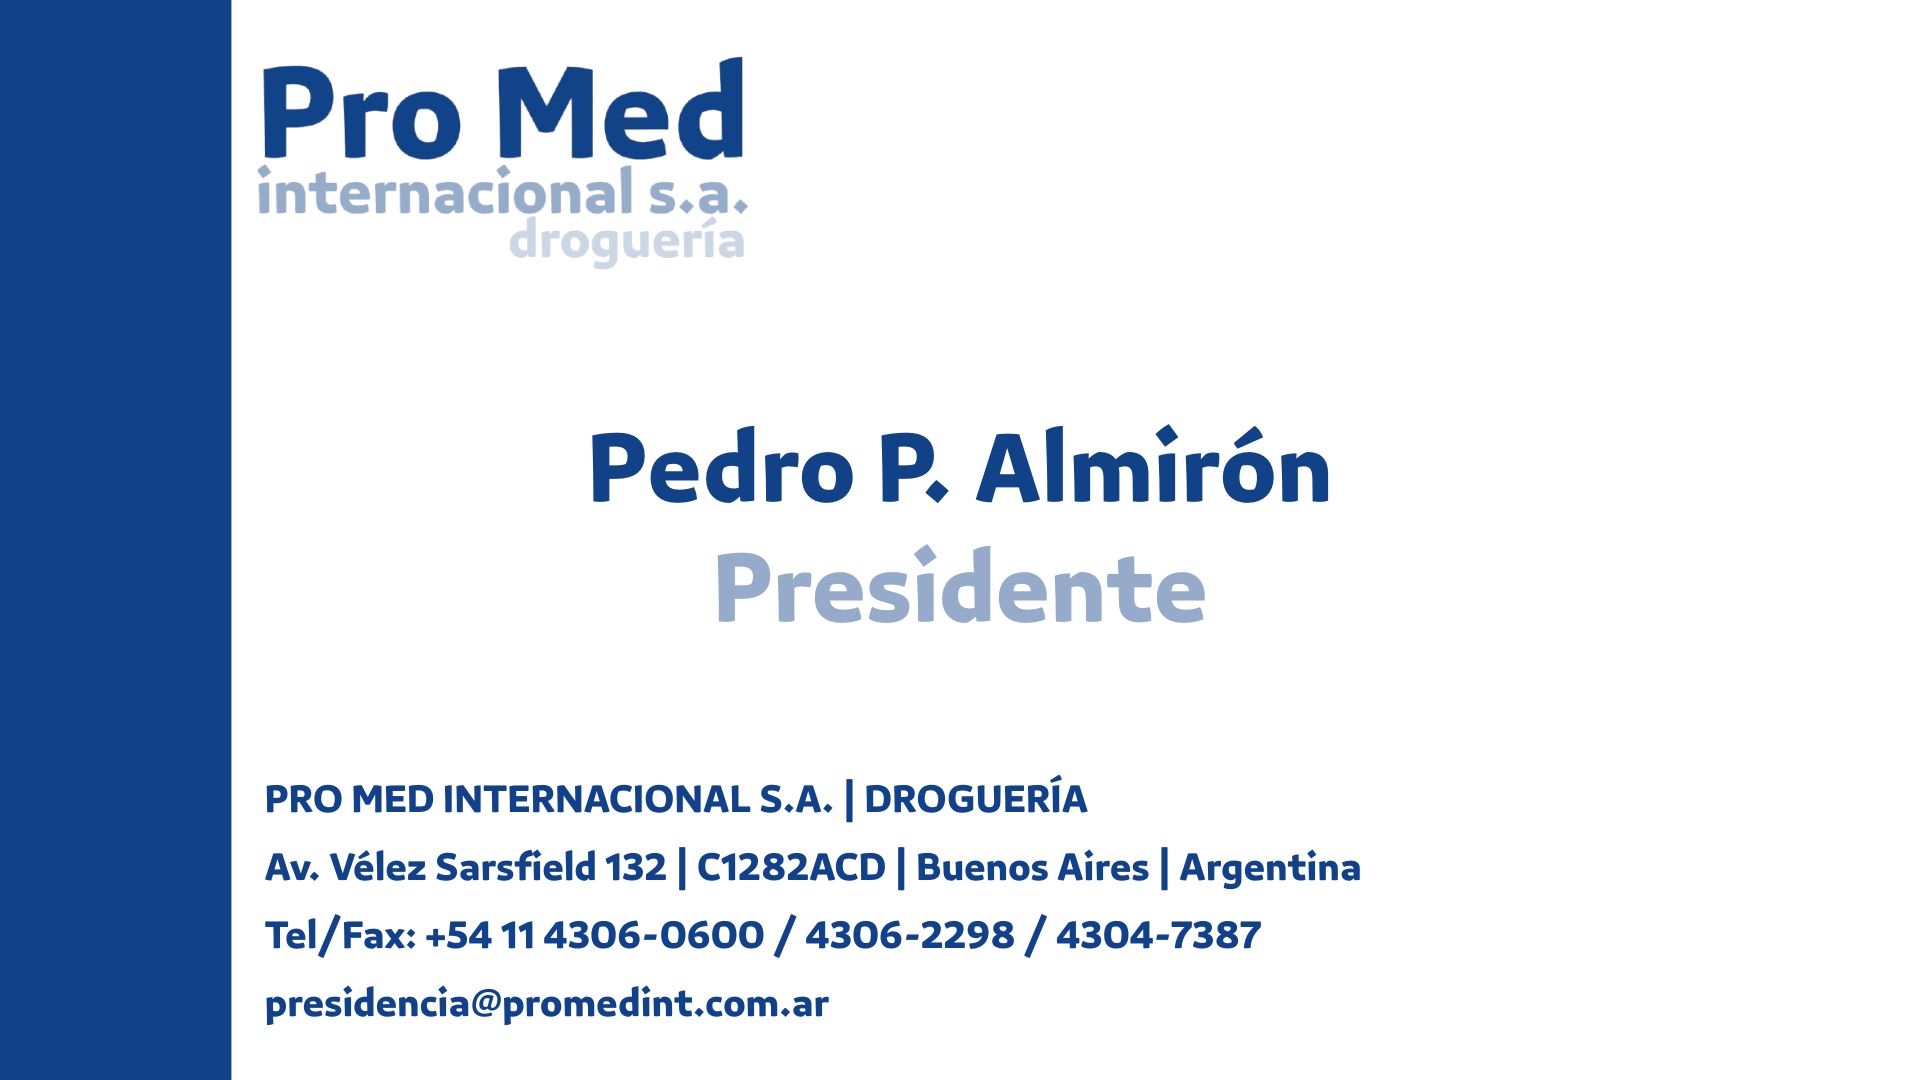 Pro Med
internacional s.a.
droguería
Pedro P. Almirón
Presidente
PRO MED INTERNACIONAL S.A. | DROGUERÍA
Av. Vélez Sarsfield 132 | C1282ACD | Buenos Aires | Argentina
Tel/Fax: +54 11 4306-0600 / 4306-2298 / 4304-7387
presidencia@promedint.com.ar